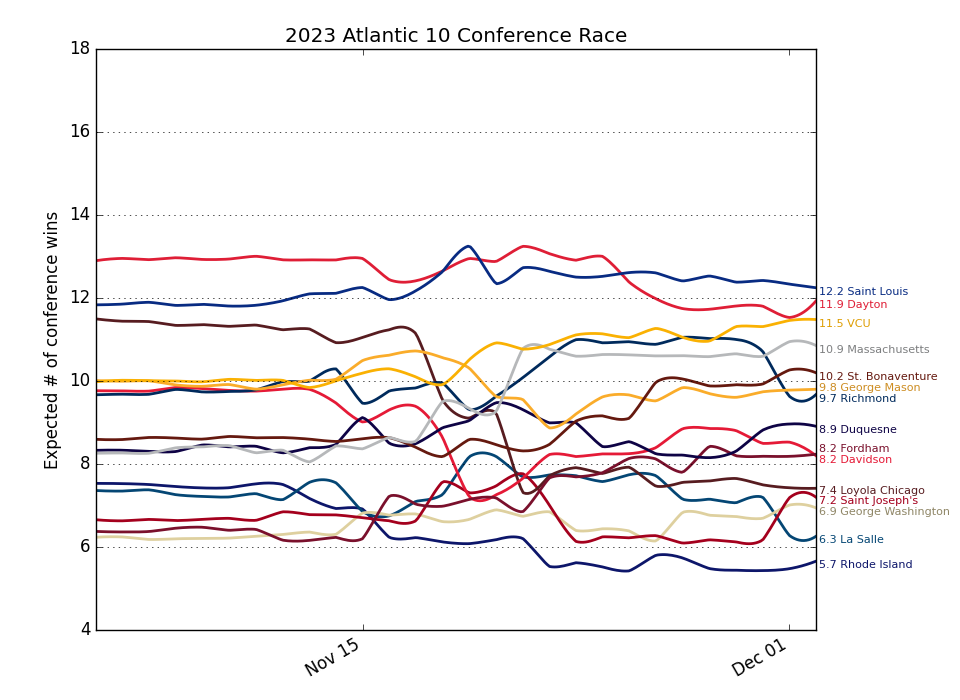 2023 Atlantic 10 Conference Race
Expected # of conference wins
18
16
14
12
10
8
6
4
12.2 Saint Louis
11.9 Dayton
11.5 VCU
10.9 Massachusetts
10.2 St. Bonaventure
9.8 George Mason
9.7 Richmond
8.9 Duquesne
8.2 Fordham
8.2 Davidson
7.4 Loyola Chicago
7.2 Saint Joseph's
6.9 George Washington
6.3 La Salle
5.7 Rhode Island
Nov 15
Dec 01